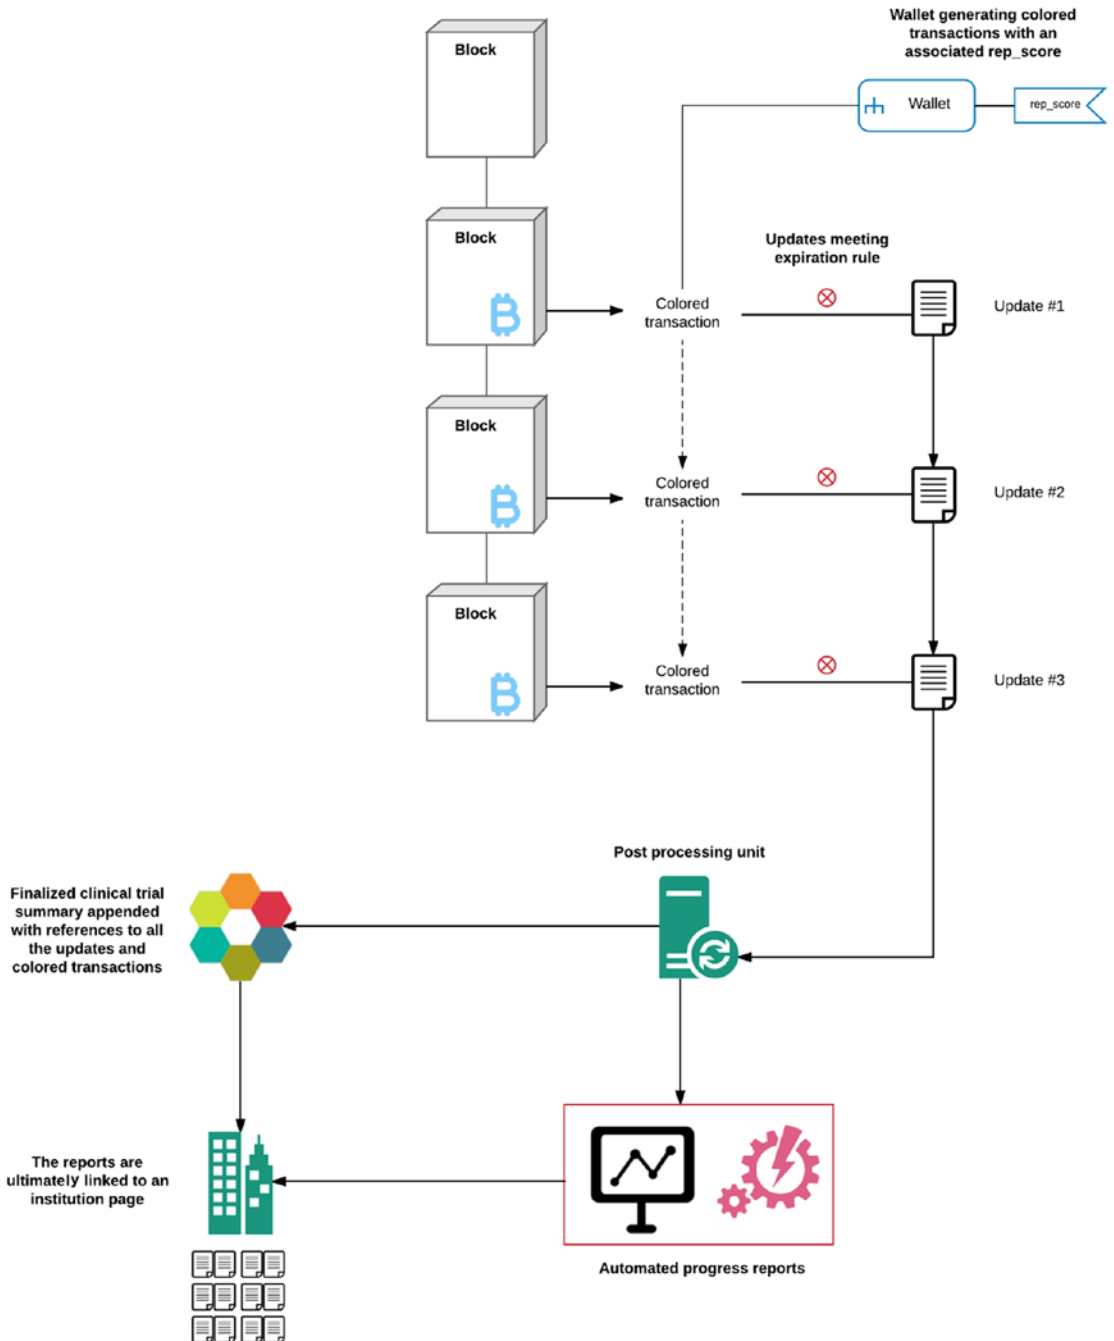 Wallet generating colored
transactions with an
associated rep_score
Block
Wallet
rep_score
Block
Updates meeting
expiration rule
Colored
transaction
Update #1
Block
Colored
transaction
Update #2
Block
Colored
transaction
Update #3
Post processing unit
Finalized clinical trial
summary appended
with references to all
the updates and
colored transactions
The reports are
ultimately linked to an
institution page
Automated progress reports